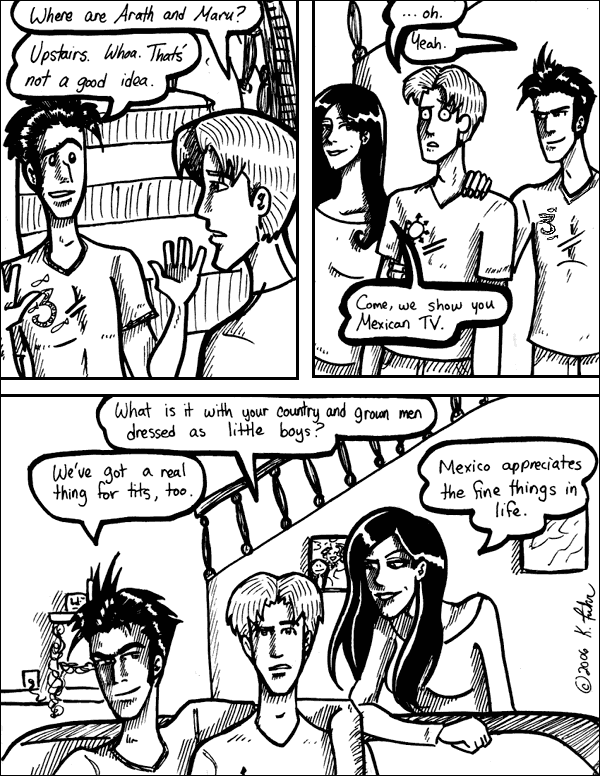 Where are Arath and Maru?
Upstairs. Whoa. That's
not a good idea.
3
... oh.
Yeah.
Come, we show you
Mexican TV.
What is it with your country and grown men
dressed as little boys?
We've got a real
thing for tits, too.
Mexico appreciates
the fine things in
life.
©2006 K.